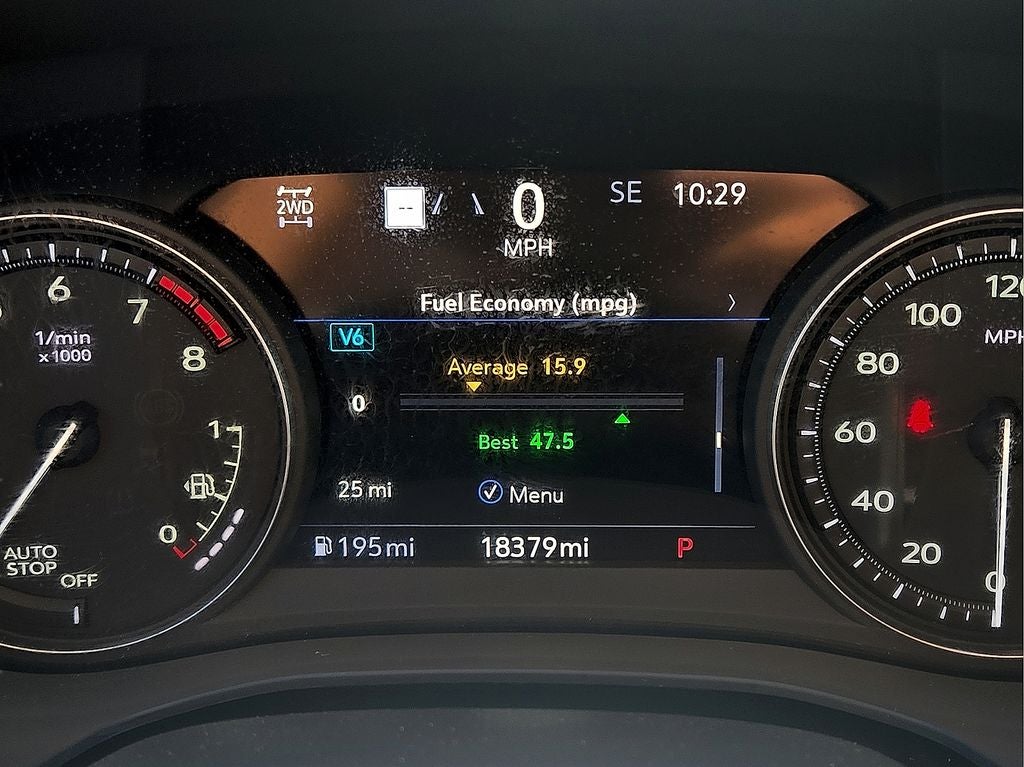 2WD
--
0
MPH
SE
10:29
Fuel Economy (mpg)
V6
Average 15.9
0
Best 47.5
25 mi
Menu
195mi
18379mi
P
6
7
8
1/min
x1000
1
0
AUTO
STOP
OFF
120
100
MPH
80
60
40
20
0